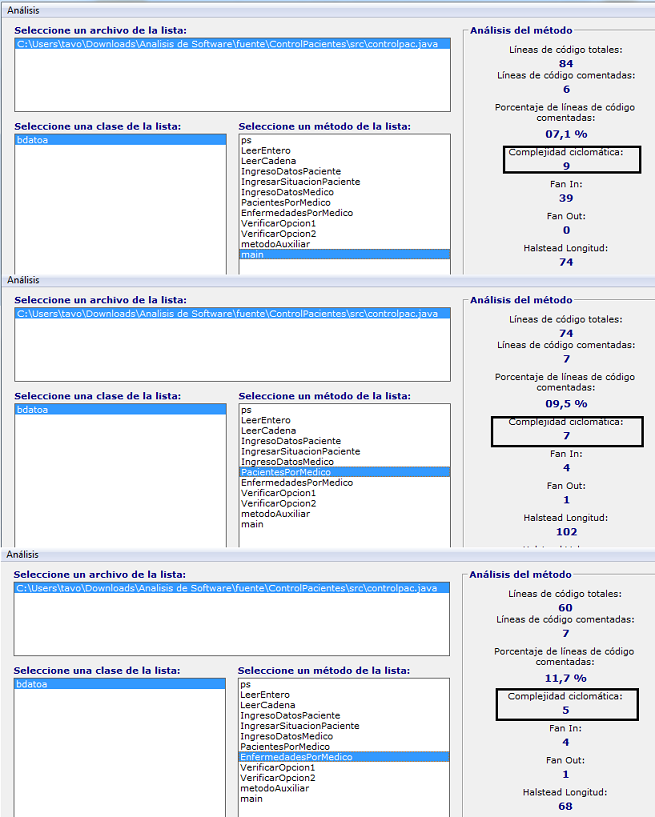 Análisis
Seleccione un archivo de la lista:
C:\Users\tavo\Downloads\Analisis de Software\fuente\ControlPacientes\src\controlpac.java
Seleccione una clase de la lista:
bdatoa
Seleccione un método de la lista:
ps
LeerEntero
LeerCadena
IngresoDatosPaciente
IngresarSituacionPaciente
IngresoDatosMedico
PacientesPorMedico
EnfermedadesPorMedico
VerificarOpcion1
VerificarOpcion2
metodoAuxiliar
main
Análisis del método
Líneas de código totales:
84
Líneas de código comentadas:
6
Porcentaje de líneas de código
comentadas:
07,1 %
Complejidad ciclomática:
9
Fan In:
39
Fan Out:
0
Halstead Longitud:
74
Análisis
Seleccione un archivo de la lista:
C:\Users\tavo\Downloads\Analisis de Software\fuente\ControlPacientes\src\controlpac.java
Seleccione una clase de la lista:
bdatoa
Seleccione un método de la lista:
ps
LeerEntero
LeerCadena
IngresoDatosPaciente
IngresarSituacionPaciente
IngresoDatosMedico
PacientesPorMedico
EnfermedadesPorMedico
VerificarOpcion1
VerificarOpcion2
metodoAuxiliar
main
Análisis del método
Líneas de código totales:
74
Líneas de código comentadas:
7
Porcentaje de líneas de código
comentadas:
09,5 %
Complejidad ciclomática:
7
Fan In:
4
Fan Out:
1
Halstead Longitud:
102
Análisis
Seleccione un archivo de la lista:
C:\Users\tavo\Downloads\Analisis de Software\fuente\ControlPacientes\src\controlpac.java
Seleccione una clase de la lista:
bdatoa
Seleccione un método de la lista:
ps
LeerEntero
LeerCadena
IngresoDatosPaciente
IngresarSituacionPaciente
IngresoDatosMedico
PacientesPorMedico
EnfermedadesPorMedico
VerificarOpcion1
VerificarOpcion2
metodoAuxiliar
main
Análisis del método
Líneas de código totales:
60
Líneas de código comentadas:
7
Porcentaje de líneas de código
comentadas:
11,7 %
Complejidad ciclomática:
5
Fan In:
4
Fan Out:
1
Halstead Longitud:
68